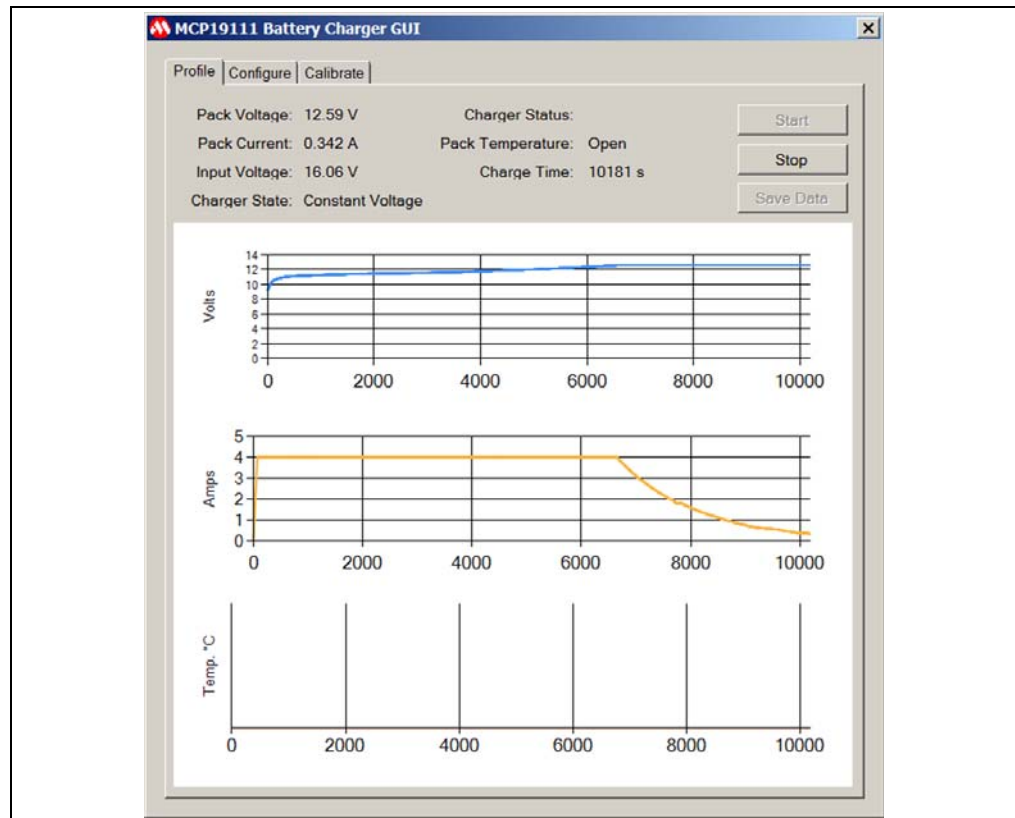 MCP19111 Battery Charger GUI
Profile Configure Calibrate
Pack Voltage: 12.59 V Charger Status: Start
Pack Current: 0.342 A Pack Temperature: Open
Input Voltage: 16.06 V Charge Time: 10181 s Stop
Charger State: Constant Voltage Save Data
Volts
14
12
10
8
6
4
2
0
0 2000 4000 6000 8000 10000
Amps
5
4
3
2
1
0
0 2000 4000 6000 8000 10000
Temp. °C
0 2000 4000 6000 8000 10000